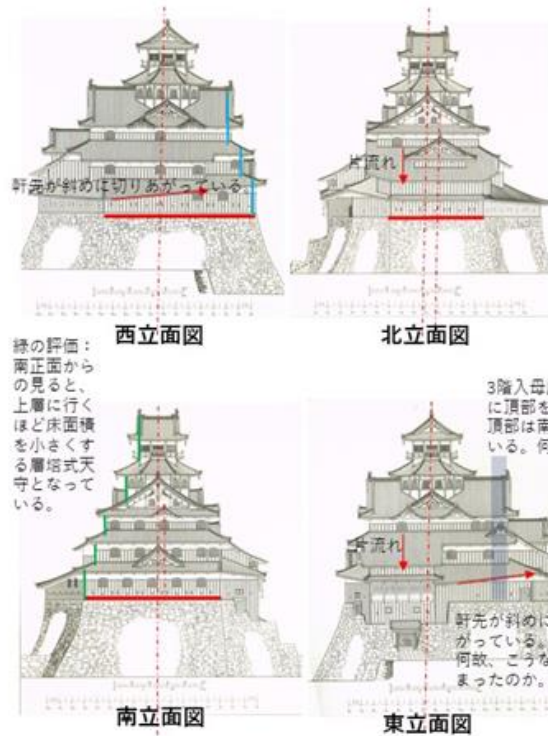 片流れ
軒先が斜めに切りあがっている。
西立面図
北立面図
緑の評価：
南正面から
の見ると、
上層に行く
ほど床面積
を小さくす
る層塔式天
守となって
いる。
3階入母
に頂部を
頂部は南
いる。何
片流れ
軒先が斜めに
がっている。
何故、こうな
まったのか。
南立面図
東立面図